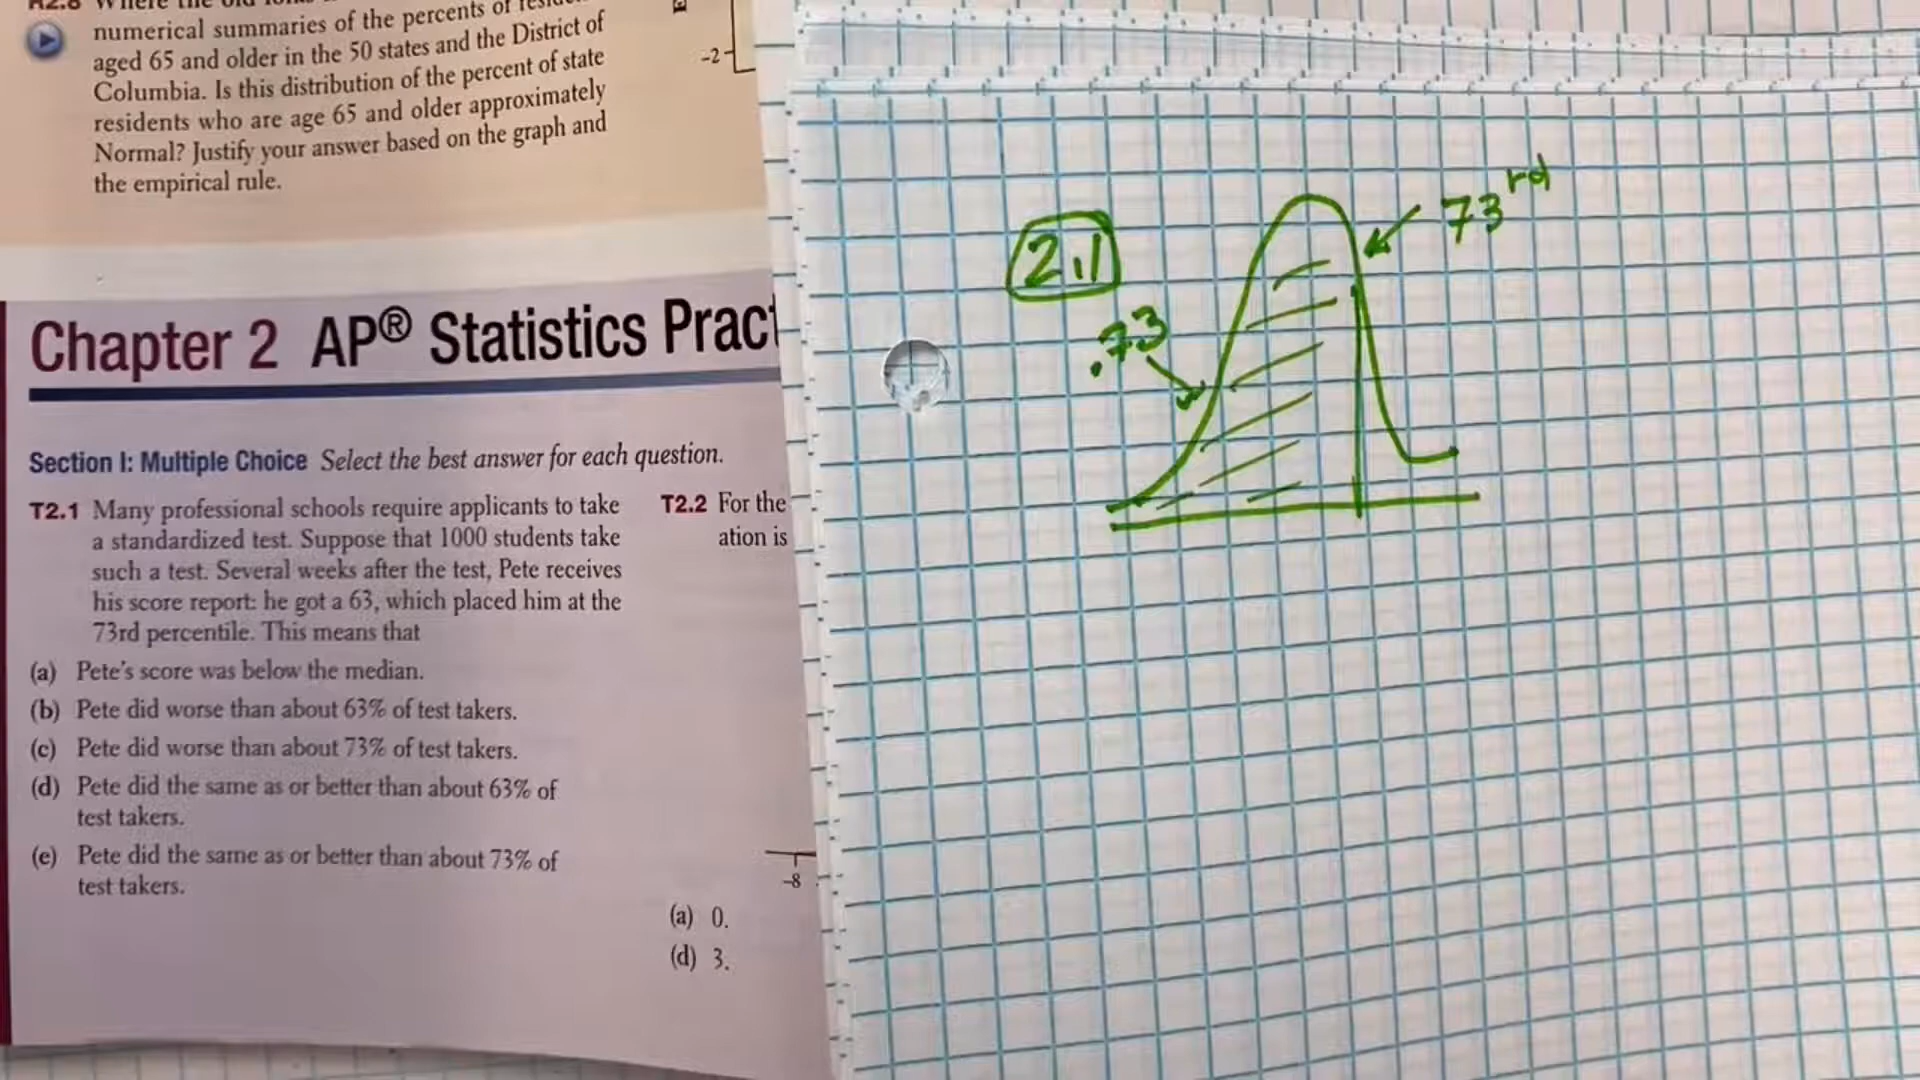 numerical summaries of the percents of
aged 65 and older in the 50 states and the District of
Columbia. Is this distribution of the percent of state
residents who are age 65 and older approximately
Normal? Justify your answer based on the graph and
the empirical rule.
-2
Chapter 2 AP® Statistics Pract
Section I: Multiple Choice Select the best answer for each question.
T2.1 Many professional schools require applicants to take
a standardized test. Suppose that 1000 students take
such a test. Several weeks after the test, Pete receives
his score report: he got a 63, which placed him at the
73rd percentile. This means that
(a) Pete's score was below the median.
(b) Pete did worse than about 63% of test takers.
(c) Pete did worse than about 73% of test takers.
(d) Pete did the same as or better than about 63% of
test takers.
(e) Pete did the same as or better than about 73% of
test takers.
T2.2 For the
ation is
-8
(a) 0.
(d) 3.
2.1
.73
73rd